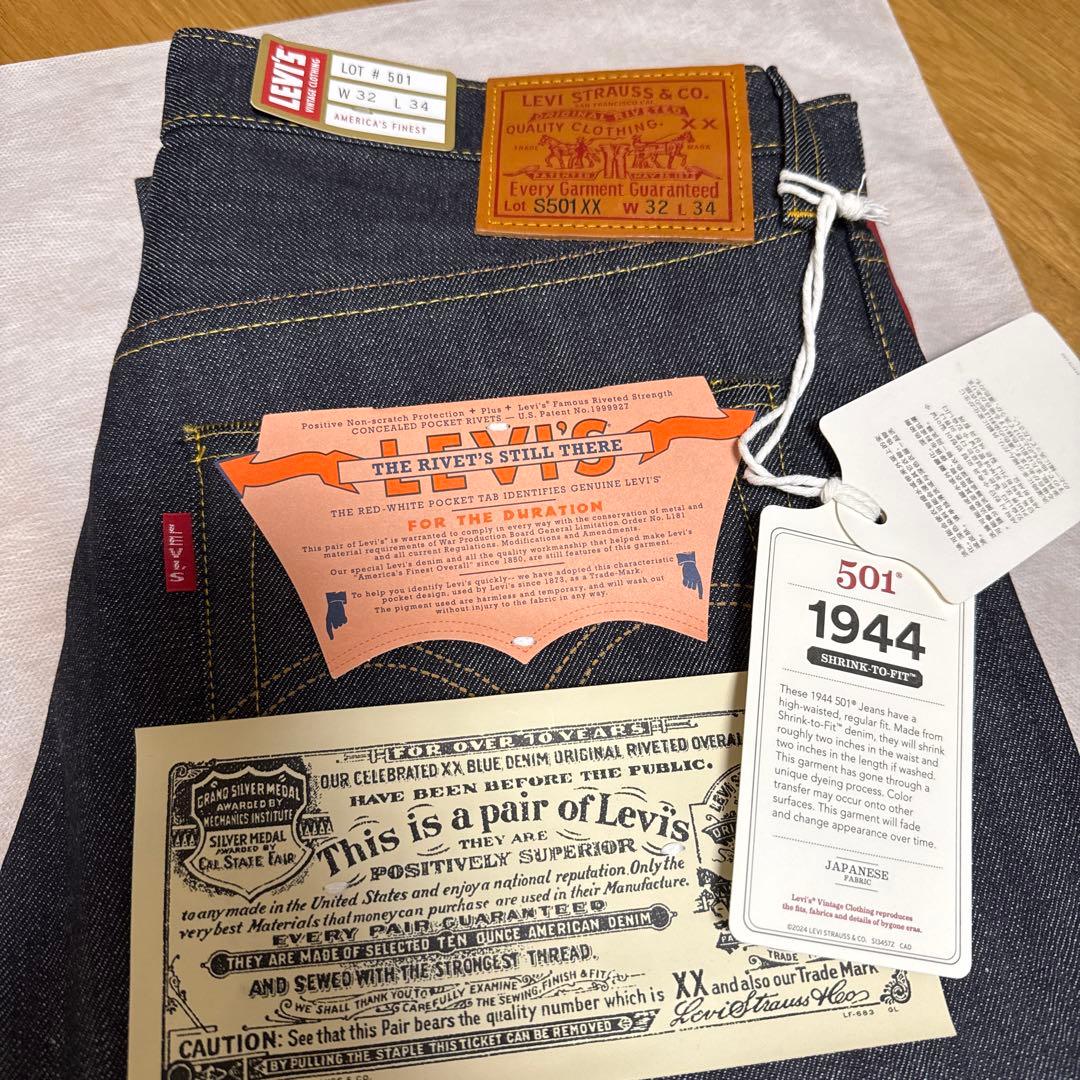 LEVI'S
VINTAGE CLOTHING
LOT # 501
W 32 L 34
AMERICA'S FINEST
LEVI STRAUSS & CO.
SAN FRANCISCO CAL.
ORIGINAL RIVETED
QUALITY CLOTHING.
XX
TRADE MARK
PATENTED MAY 20 1873
Every Garment Guaranteed
Lot S501XX W 32 L 34
Positive Non-scratch Protection + Plus + Levi's® Famous Riveted Strength
CONCEALED POCKET RIVETS — U.S. Patent No.1999927
LEVI'S
THE RIVET'S STILL THERE
THE RED-WHITE POCKET TAB IDENTIFIES GENUINE LEVI'S®
FOR THE DURATION
This pair of Levi's® is warranted to comply in every way with the conservation of metal and
material requirements of War Production Board General Limitation Order No. L181
and all current Regulations, Modifications and Amendments.
Our special Levi's denim and all the quality workmanship that helped make Levi's
"America's Finest Overall" since 1850, are still features of this garment.
To help you identify Levi's quickly-- we have adopted this characteristic
pocket design, used by Levi's since 1873, as a Trade-Mark.
The pigment used are harmless and temporary, and will wash out
without injury to the fabric in any way.
LEVI'S
501®
1944
SHRINK-TO-FIT™
These 1944 501® Jeans have a
high-waisted, regular fit. Made from
Shrink-to-Fit™ denim, they will shrink
roughly two inches in the waist and
two inches in the length if washed.
This garment has gone through a
unique dyeing process. Color
transfer may occur onto other
surfaces. This garment will fade
and change appearance over time.
JAPANESE
FABRIC
Levi's® Vintage Clothing reproduces
the fits, fabrics and details of bygone eras.
©2024 LEVI STRAUSS & CO. S134572 CAD
FOR OVER 10 YEARS
OUR CELEBRATED XX BLUE DENIM ORIGINAL RIVETED OVERAL
HAVE BEEN BEFORE THE PUBLIC.
GRAND SILVER MEDAL
AWARDED BY
MECHANICS INSTITUTE
SILVER MEDAL
AWARDED BY
CAL. STATE FAIR
This is a pair of Levi's
THEY ARE
POSITIVELY SUPERIOR
to any made in the United States and enjoy a national reputation. Only the
very best Materials that money can purchase are used in their Manufacture.
EVERY PAIR GUARANTEED
THEY ARE MADE OF SELECTED TEN OUNCE AMERICAN DENIM
AND SEWED WITH THE STRONGEST THREAD.
WE SHALL THANK YOU TO CAREFULLY EXAMINE THE SEWING, FINISH & FIT
TRADE
CAUTION: See that this Pair bears the quality number which is XX and also our Trade Mark
Levi Strauss & Co
LF-683 GL
BY PULLING THE STAPLE THIS TICKET CAN BE REMOVED